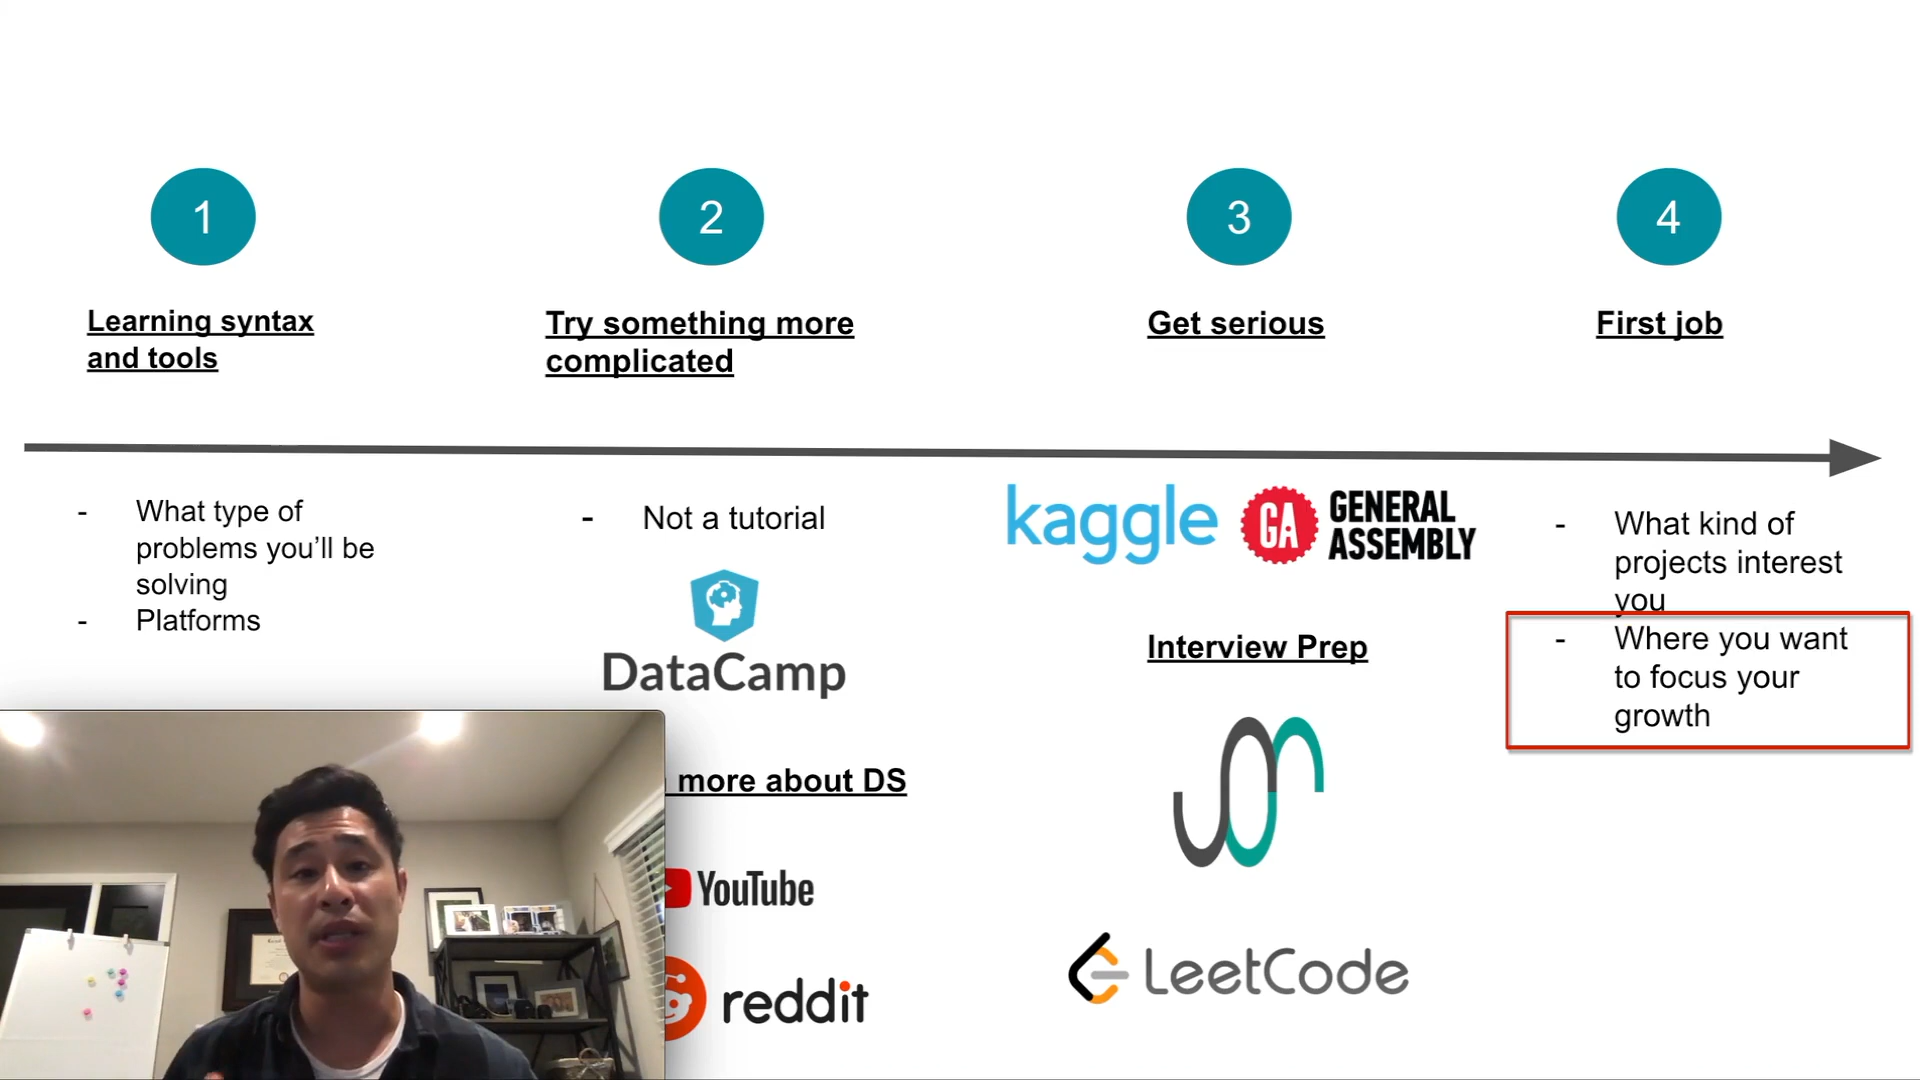 1
2
3
4
Learning syntax
and tools
Try something more
complicated
Get serious
First job
- What type of
problems you’ll be
solving
- Platforms
- Not a tutorial
DataCamp
more about DS
YouTube
reddit
kaggle
GA GENERAL
ASSEMBLY
Interview Prep
LeetCode
- What kind of
projects interest
you
- Where you want
to focus your
growth